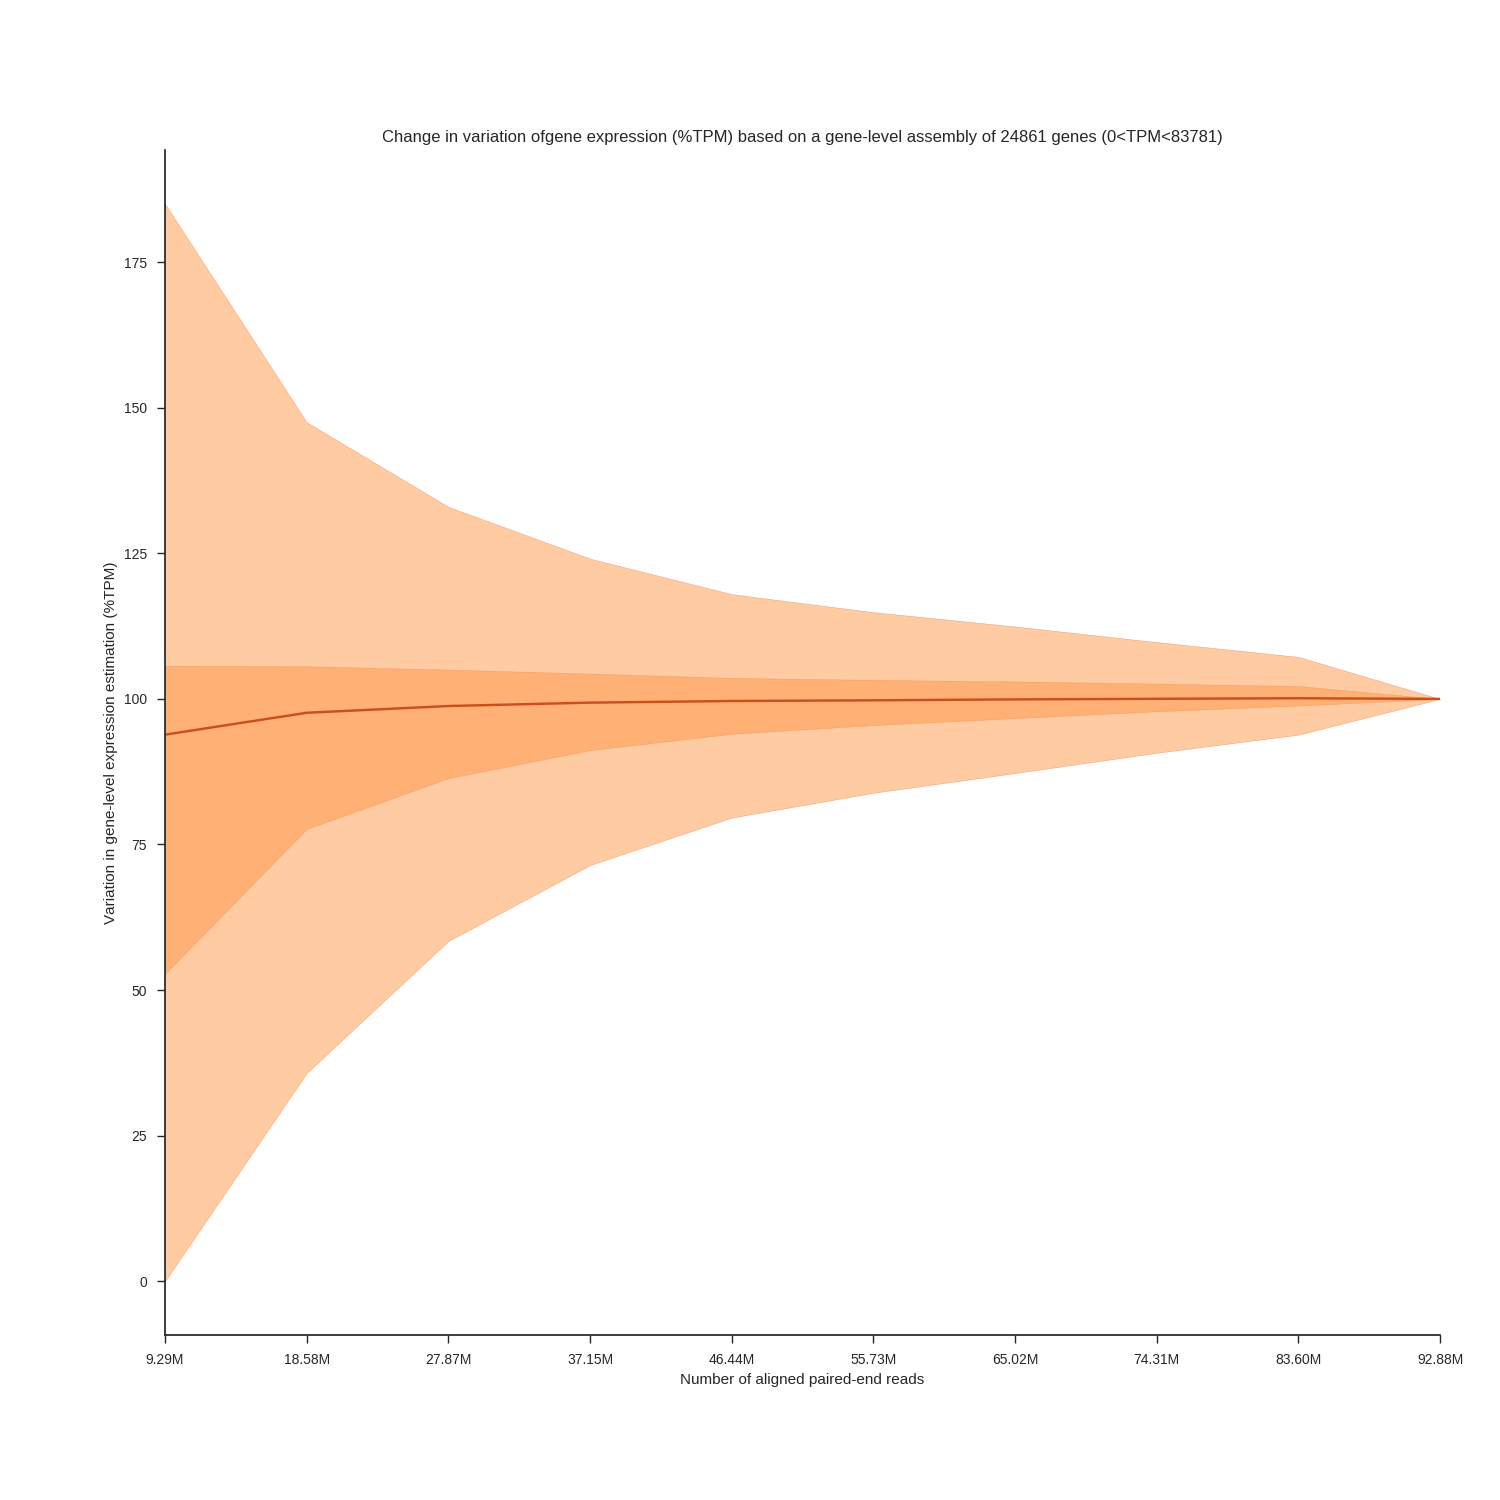 Change in variation ofgene expression (%TPM) based on a gene-level assembly of 24861 genes (0<TPM<83781)
Variation in gene-level expression estimation (%TPM)
175
150
125
100
75
50
25
0
9.29M 18.58M 27.87M 37.15M 46.44M 55.73M 65.02M 74.31M 83.60M 92.88M
Number of aligned paired-end reads